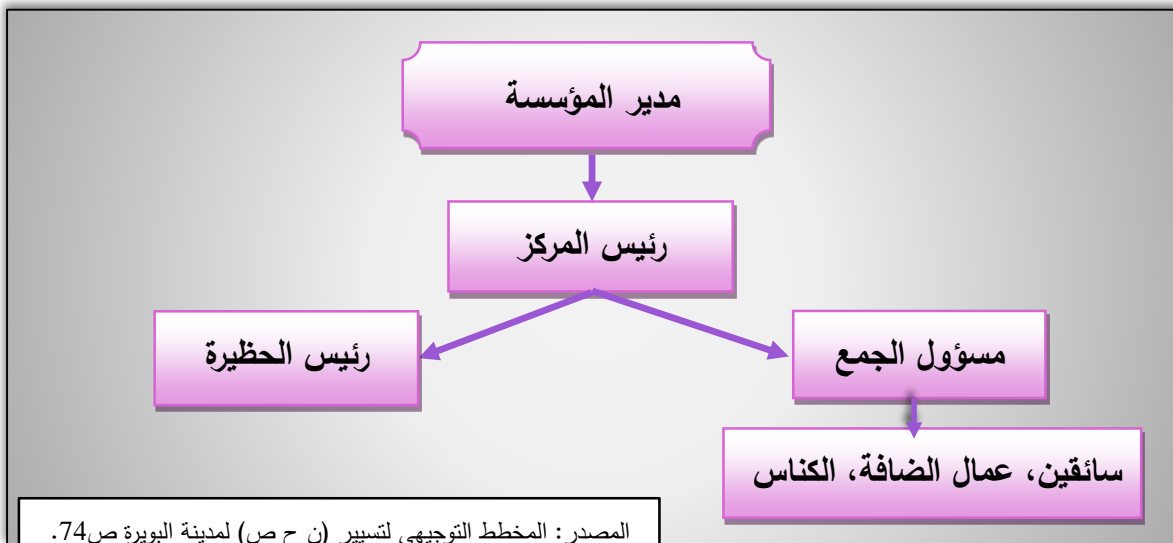 مدير المؤسسة
رئيس المركز
مسؤول الجمع
رئيس الحظيرة
سائقين، عمال الضافة، الكناس
المصدر: المخطط التوجيهي لتسيير (ن ح ص) لمدينة البويرة ص74.